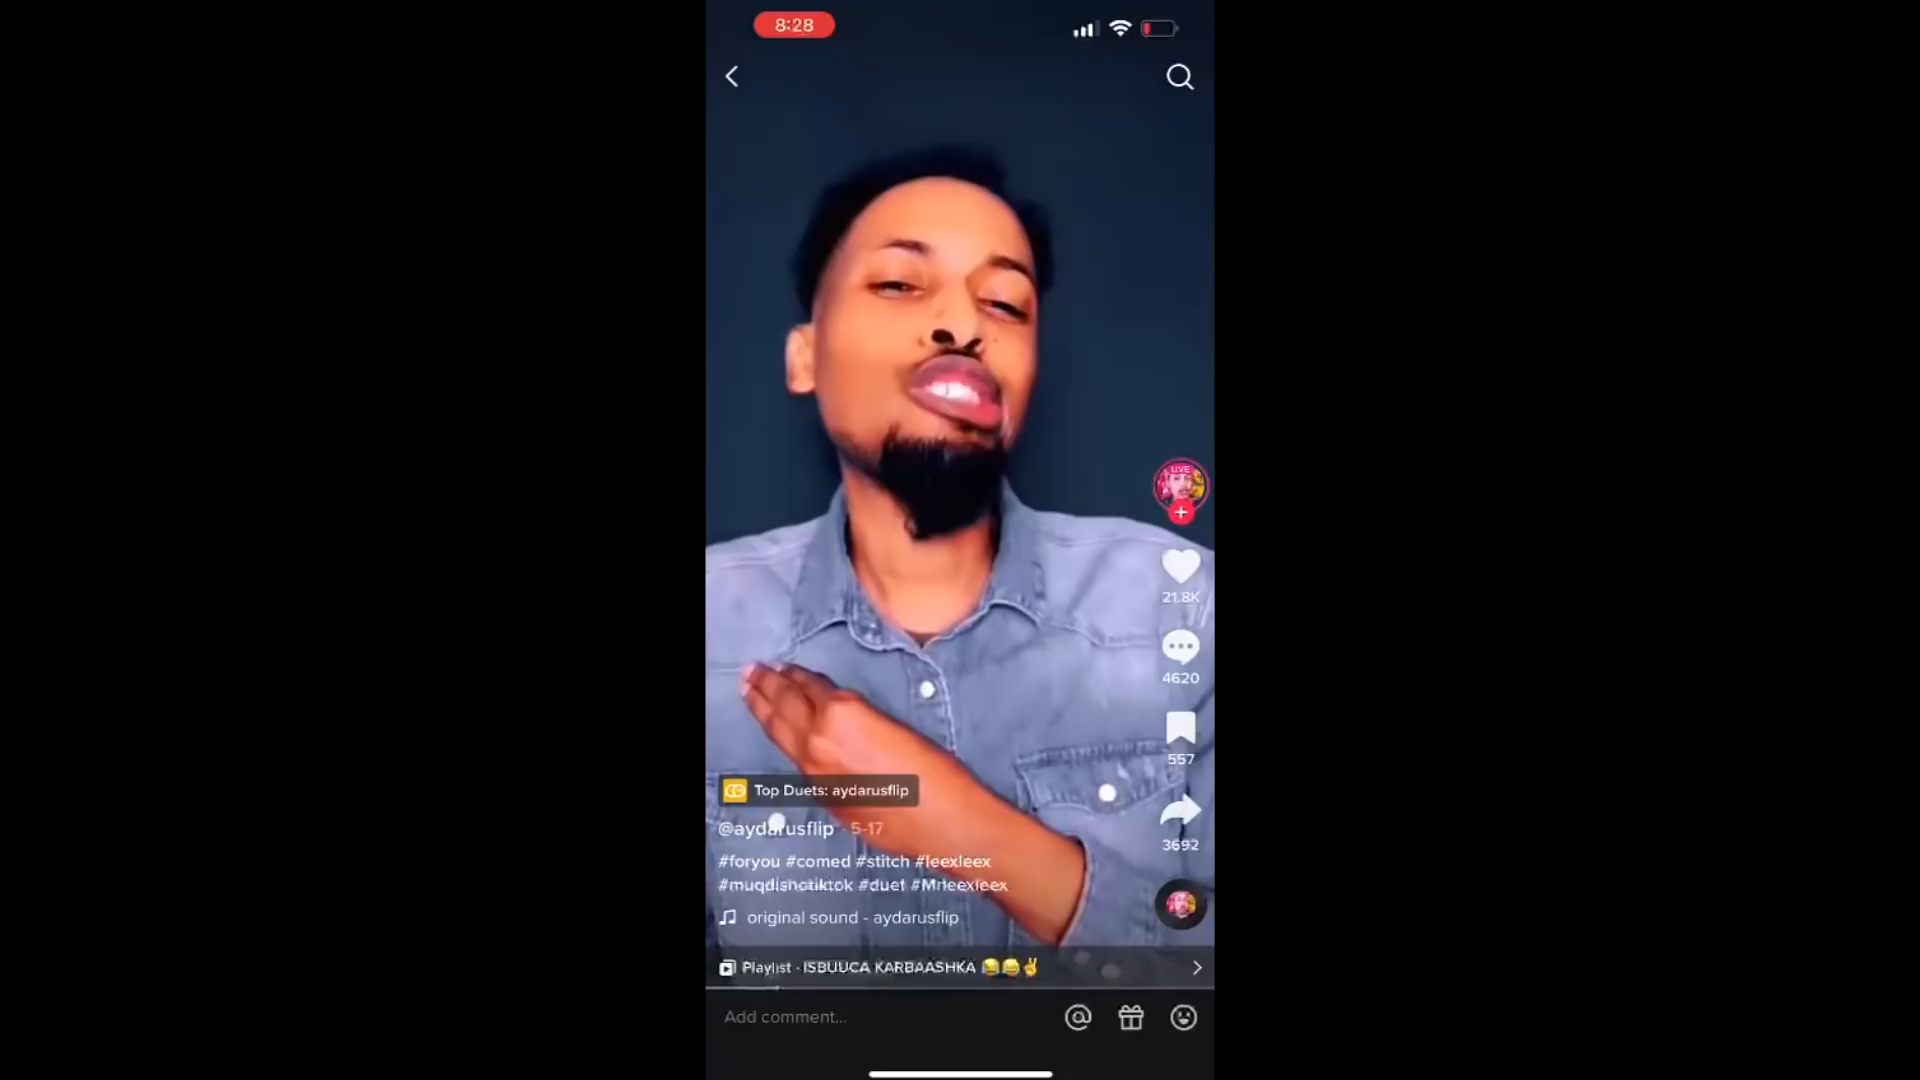 8:28
LIVE
21.8K
4620
557
3692
Top Duets: aydarusflip
@aydarusflip · 5-17
#foryou #comed #stitch #leexleex
#muqdishotiktok #duet #Mrleexleex
original sound - aydarusflip
Playlist · ISBUUCA KARBAASHKA 😂😂✌️
Add comment...